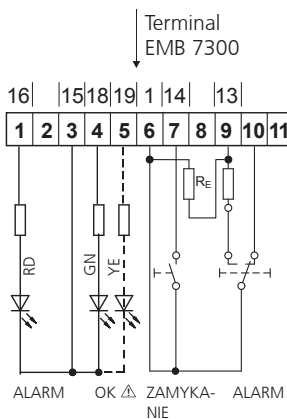 Terminal
EMB 7300
16 15 18 19 1 14 13
1 2 3 4 5 6 7 8 9 10 11
RE
RD GN YE
ALARM OK ⚠ ZAMYKA-
NIE ALARM